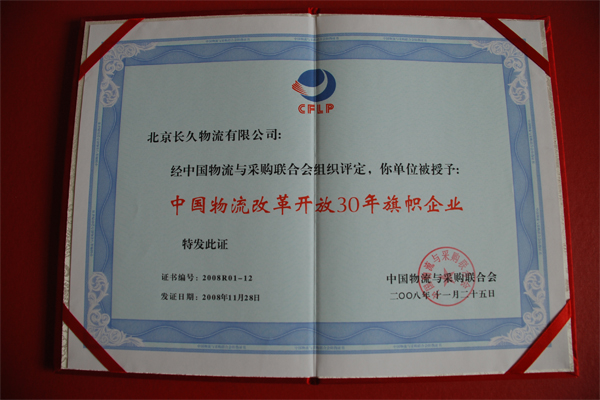 CFLP
北京长久物流有限公司:
经中国物流与采购联合会组织评定，你单位被授予:
中国物流改革开放30年旗帜企业
特发此证
证书编号: 2008R01-12
发证日期: 2008年11月28日
中国物流与采购联合会
二〇〇八年十一月二十五日